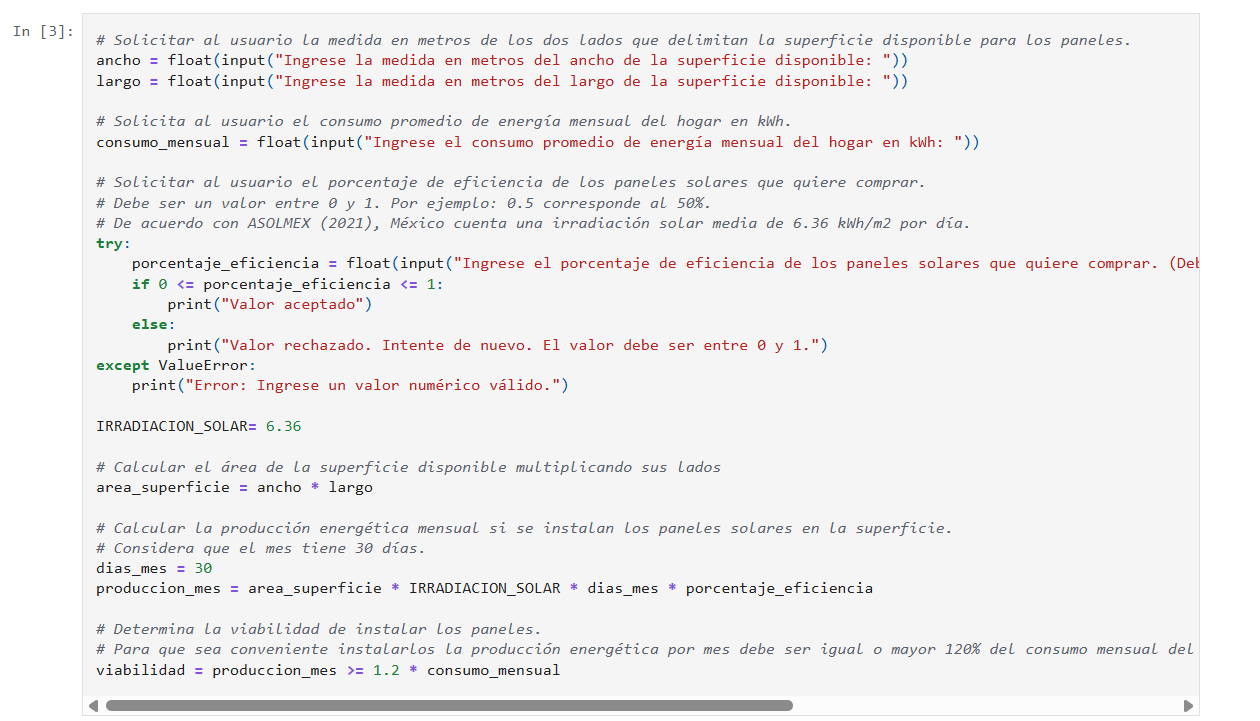 In [3]:
# Solicitar al usuario la medida en metros de los dos lados que delimitan la superficie disponible para los paneles.
ancho = float(input("Ingrese la medida en metros del ancho de la superficie disponible: "))
largo = float(input("Ingrese la medida en metros del largo de la superficie disponible: "))
# Solicita al usuario el consumo promedio de energía mensual del hogar en kWh.
consumo_mensual = float(input("Ingrese el consumo promedio de energía mensual del hogar en kWh: "))
# Solicitar al usuario el porcentaje de eficiencia de los paneles solares que quiere comprar.
# Debe ser un valor entre 0 y 1. Por ejemplo: 0.5 corresponde al 50%.
# De acuerdo con ASOLMEX (2021), México cuenta una irradiación solar media de 6.36 kWh/m2 por día.
try:
    porcentaje_eficiencia = float(input("Ingrese el porcentaje de eficiencia de los paneles solares que quiere comprar. (Deb
    if 0 <= porcentaje_eficiencia <= 1:
        print("Valor aceptado")
    else:
        print("Valor rechazado. Intente de nuevo. El valor debe ser entre 0 y 1.")
except ValueError:
    print("Error: Ingrese un valor numérico válido.")
IRRADIACION_SOLAR= 6.36
# Calcular el área de la superficie disponible multiplicando sus lados
area_superficie = ancho * largo
# Calcular la producción energética mensual si se instalan los paneles solares en la superficie.
# Considera que el mes tiene 30 días.
dias_mes = 30
produccion_mes = area_superficie * IRRADIACION_SOLAR * dias_mes * porcentaje_eficiencia
# Determina la viabilidad de instalar los paneles.
# Para que sea conveniente instalarlos la producción energética por mes debe ser igual o mayor 120% del consumo mensual del
viabilidad = produccion_mes >= 1.2 * consumo_mensual